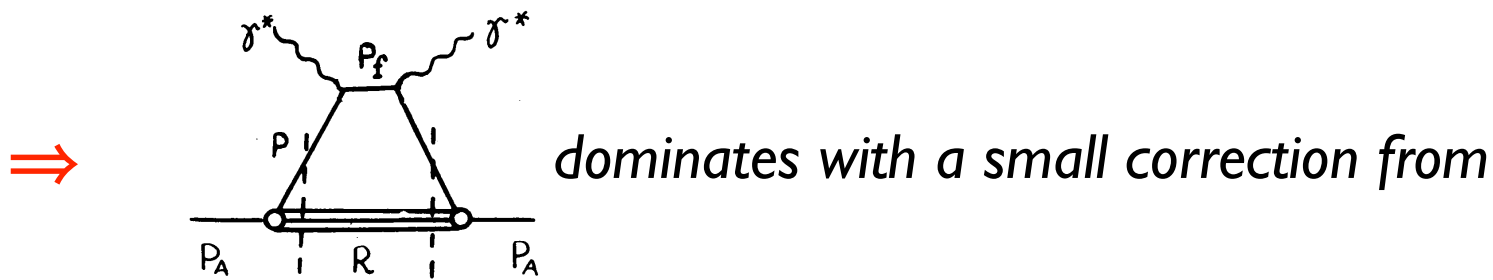 γ* γ*
P_f
⇒ P dominates with a small correction from
P_A R P_A